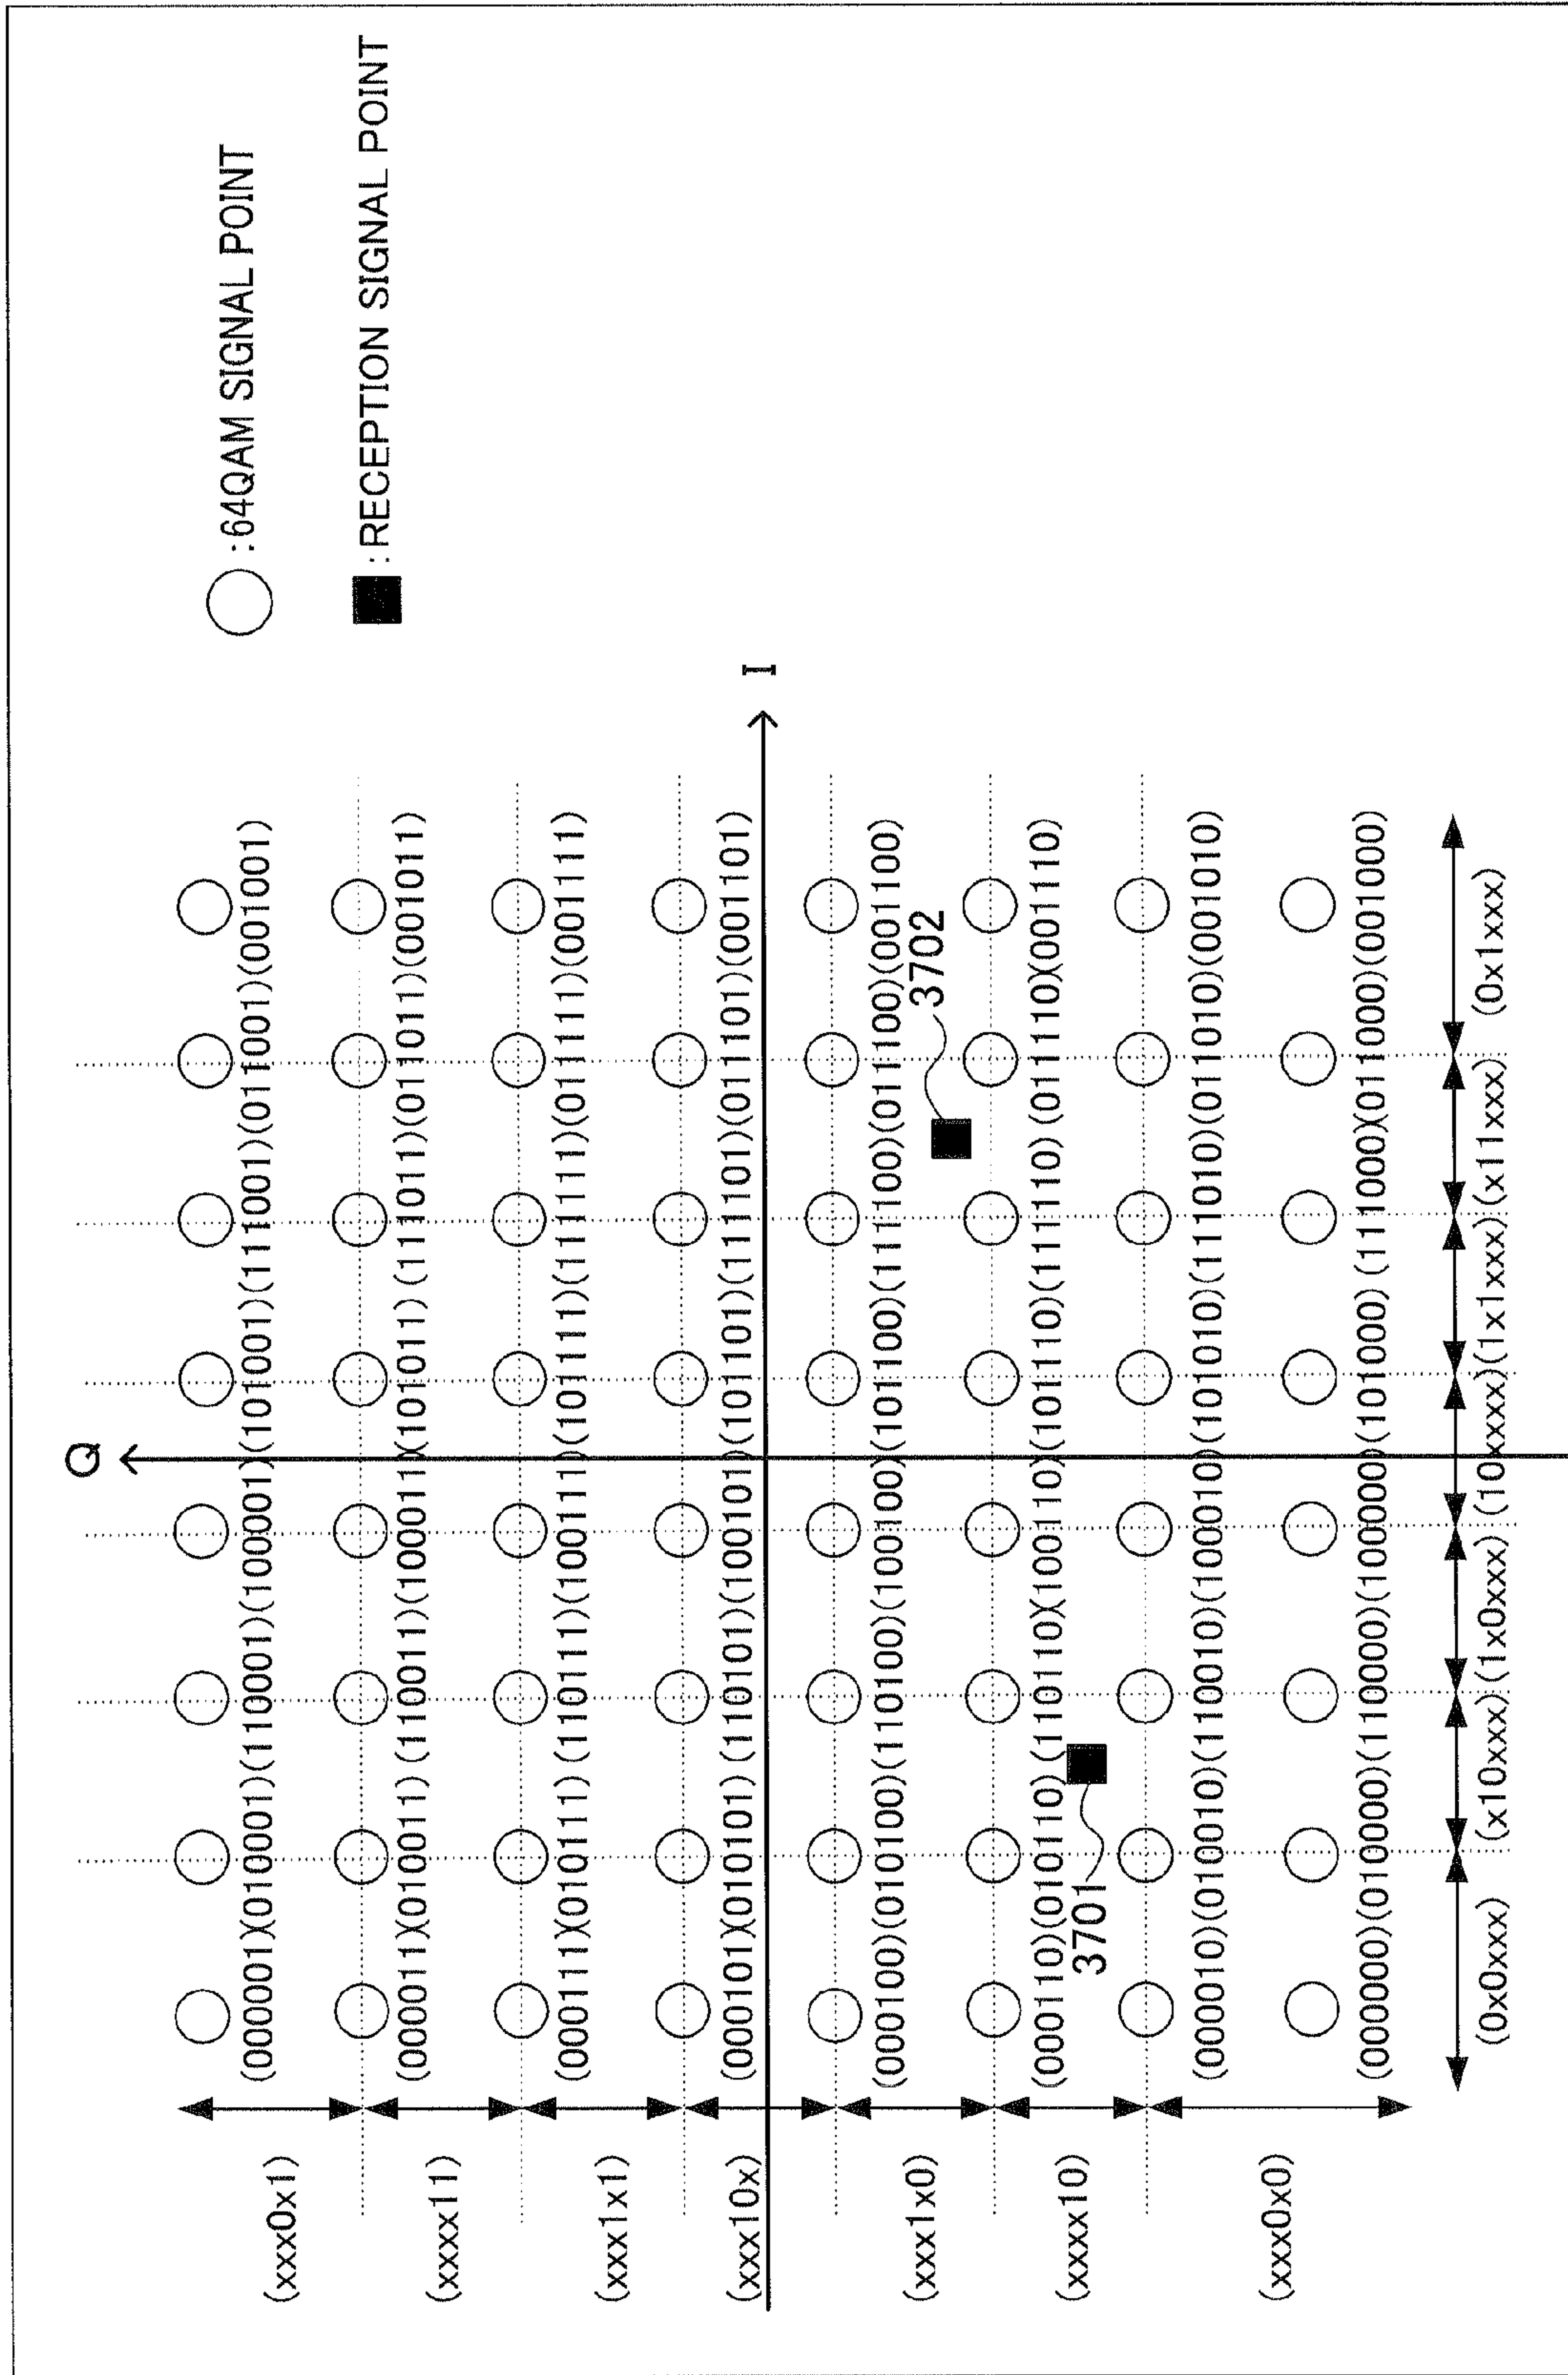 Q
:64QAM SIGNAL POINT
(xxx0x1)
(000001)(010001)(110001)(100001)(101001)(111001)(011001)(001001)
:RECEPTION SIGNAL POINT
(xxxx11)
(000011)(010011) (110011)(100011)(101011) (111011)(011011)(001011)
(xxx1x1)
(000111)(010111) (110111)(100111)(101111)(111111)(011111)(001111)
(xxx10x)
(000101)(010101) (110101)(100101)(101101)(111101)(011101)(001101)
I
(xxx1x0)
(000100)(010100)(110100)(100100)(101100)(111100)(011100)(001100)
3702
(xxxx10)
(000110)(010110) (110110)(100110)(101110)(111110) (011110)(001110)
3701
(000010)(010010)(110010)(100010)(101010)(111010)(011010)(001010)
(xxx0x0)
(000000)(010000)(110000)(100000)(101000) (111000)(011000)(001000)
(0x0xxx) (x10xxx) (1x0xxx) (10xxxx) (1x1xxx) (x11xxx) (0x1xxx)